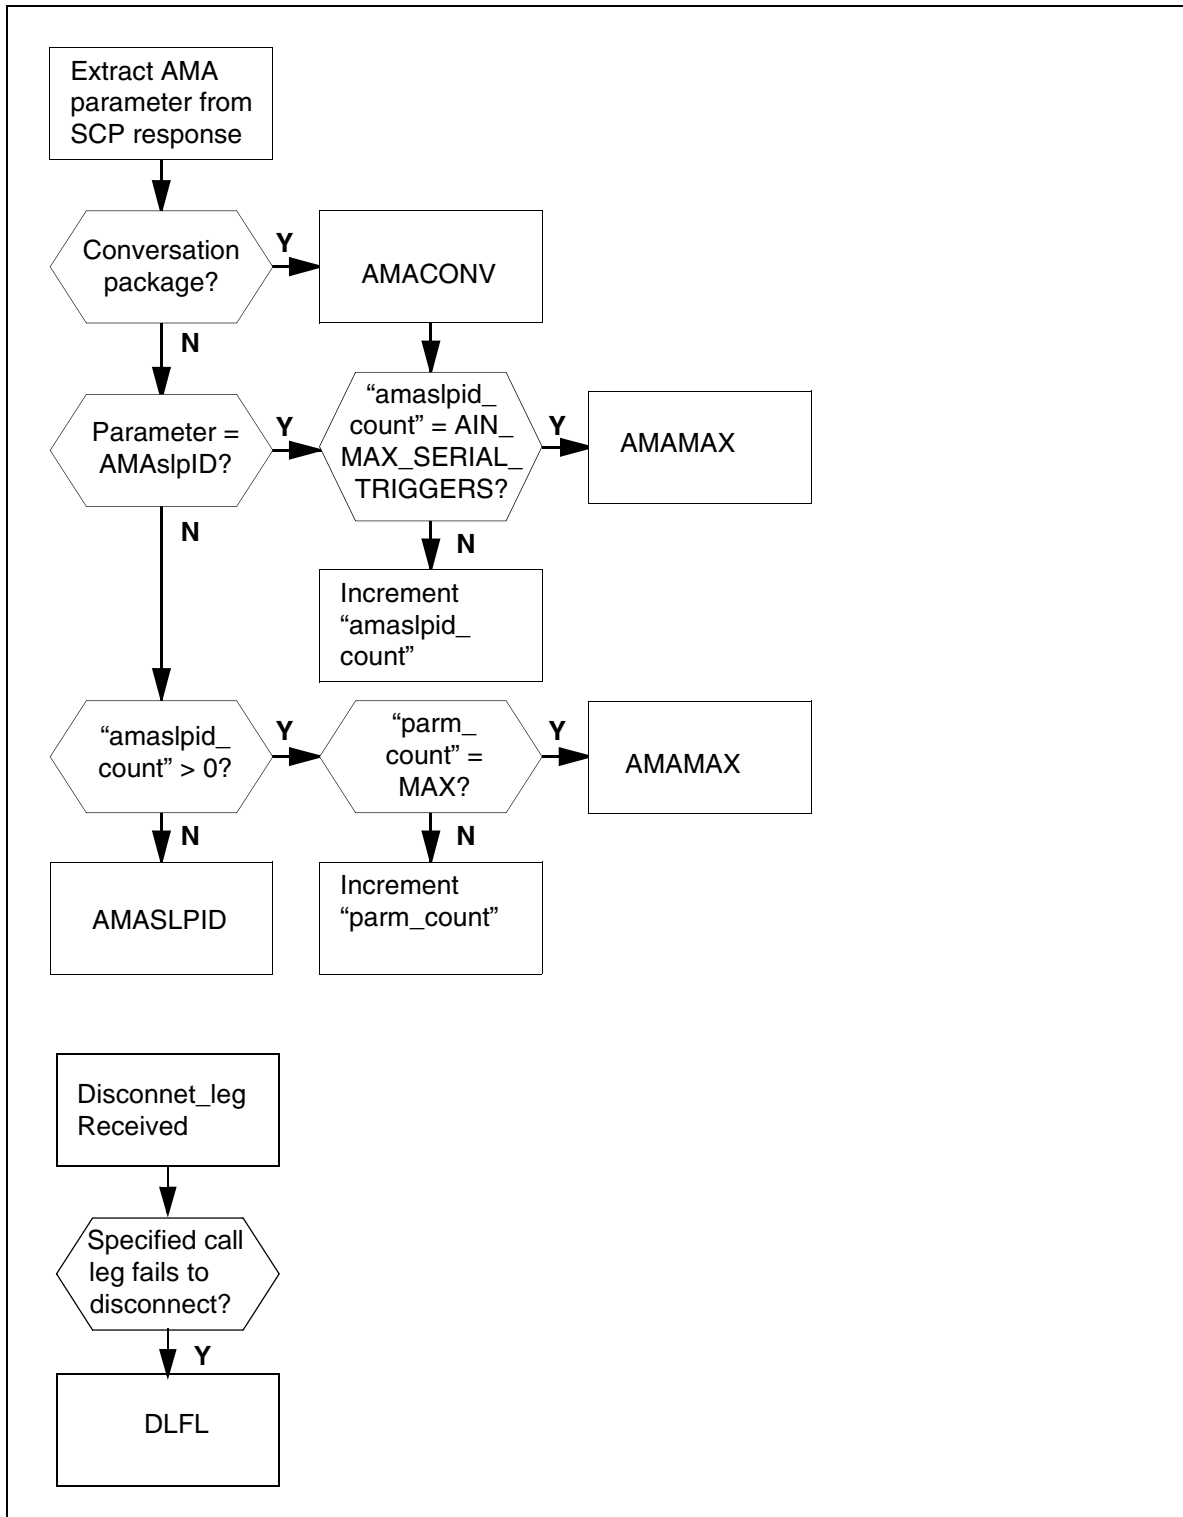 Extract AMA
parameter from
SCP response
Conversation
package?
Y
AMACONV
N
Parameter =
AMAslpID?
Y
“amaslpid_
count” = AIN_
MAX_SERIAL_
TRIGGERS?
Y
AMAMAX
N
N
Increment
“amaslpid_
count”
“amaslpid_
count” > 0?
Y
“parm_
count” =
MAX?
Y
AMAMAX
N
N
AMASLPID
Increment
“parm_count”
Disconnet_leg
Received
Specified call
leg fails to
disconnect?
Y
DLFL